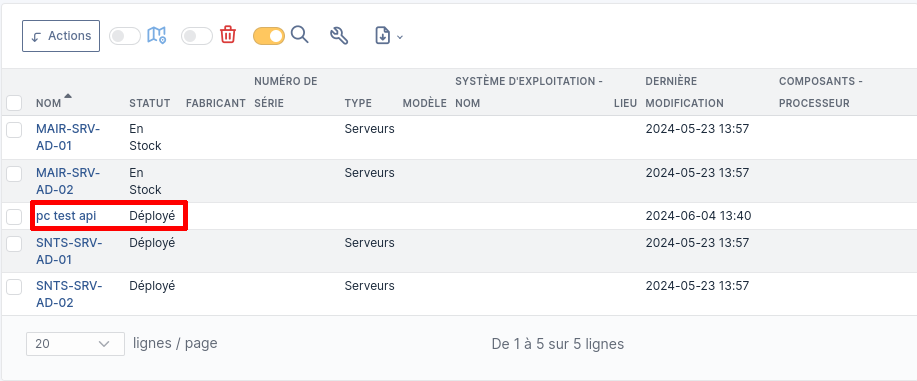 Actions
NUMÉRO DE SYSTÈME D'EXPLOITATION - DERNIÈRE COMPOSANTS -
NOM STATUT FABRICANT SÉRIE TYPE MODÈLE NOM LIEU MODIFICATION PROCESSEUR
MAIR-SRV- En Serveurs 2024-05-23 13:57
AD-01 Stock
MAIR-SRV- En Serveurs 2024-05-23 13:57
AD-02 Stock
pc test api Déployé 2024-06-04 13:40
SNTS-SRV- Déployé Serveurs 2024-05-23 13:57
AD-01
SNTS-SRV- Déployé Serveurs 2024-05-23 13:57
AD-02
20 lignes / page De 1 à 5 sur 5 lignes